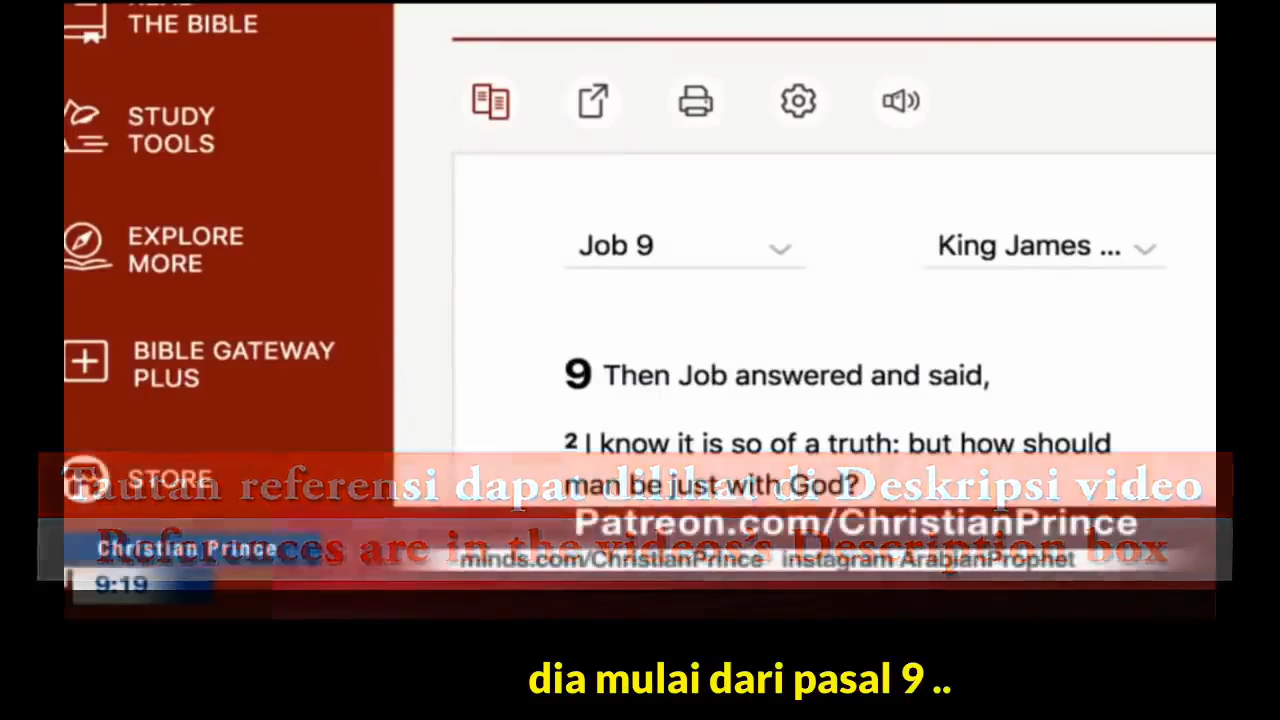 THE BIBLE
STUDY
TOOLS
EXPLORE
MORE
BIBLE GATEWAY
PLUS
STORE
Job 9
King James ...
9 Then Job answered and said,
2 I know it is so of a truth: but how should
man be just with God?
Tautan referensi dapat dilihat di Deskripsi video
References are in the videos's Description box
Patreon.com/ChristianPrince
minds.com/ChristianPrince Instagram ArabianProphet
Christian Prince
9:19
dia mulai dari pasal 9 ..